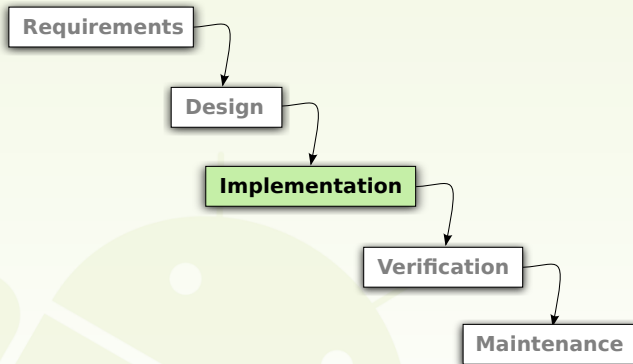 Requirements
Design
Implementation
Verification
Maintenance